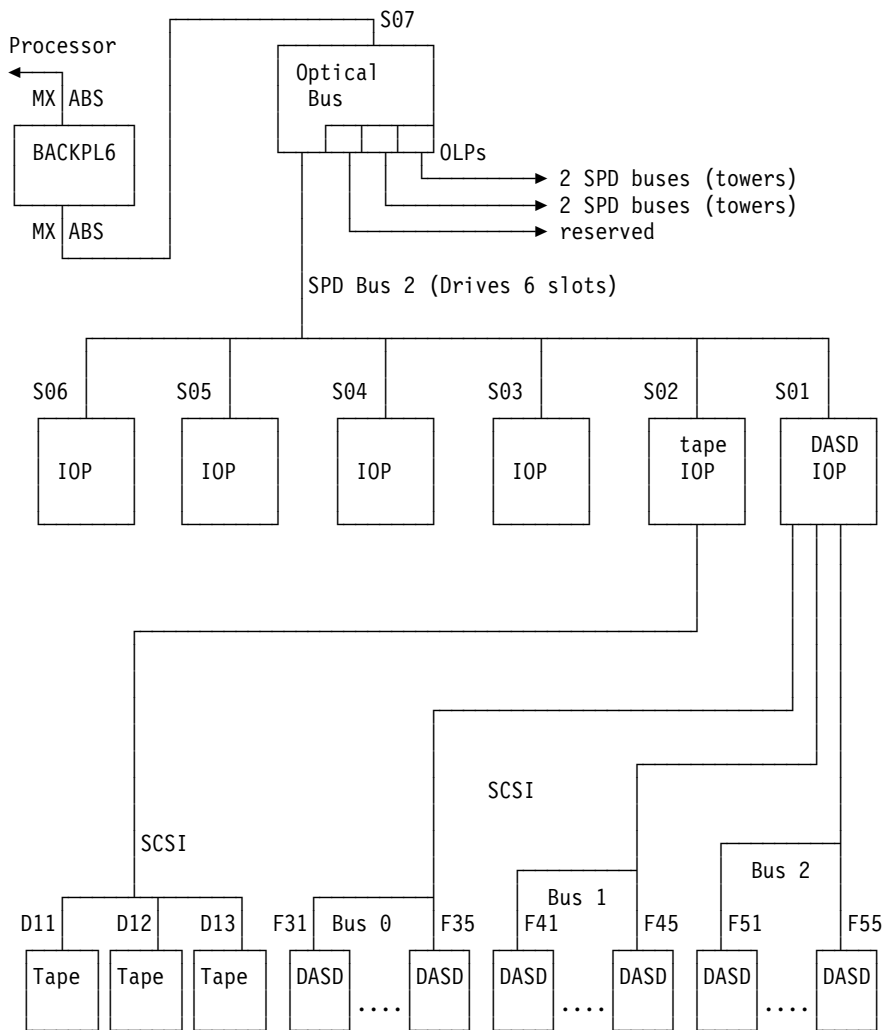 S07
Processor
Optical
Bus
MX ABS
BACKPL6
OLPs
2 SPD buses (towers)
2 SPD buses (towers)
MX ABS
reserved
SPD Bus 2 (Drives 6 slots)
S06 S05 S04 S03 S02 S01
tape DASD
IOP IOP IOP IOP IOP IOP
SCSI
SCSI
Bus 2
Bus 1
D11 D12 D13 F31 Bus 0 F35 F41 F45 F51 F55
Tape Tape Tape DASD DASD DASD DASD DASD DASD
.... .... ....